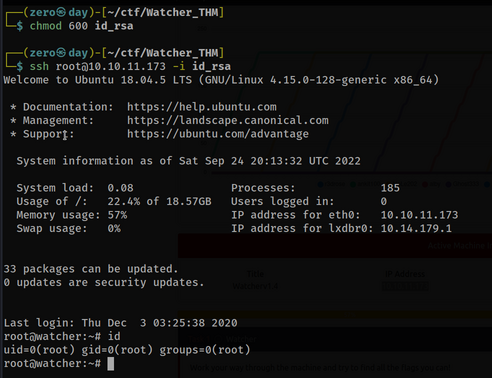 ┌──(zero㉿day)-[~/ctf/Watcher_THM]
└─$ chmod 600 id_rsa
┌──(zero㉿day)-[~/ctf/Watcher_THM]
└─$ ssh root@10.10.11.173 -i id_rsa
Welcome to Ubuntu 18.04.5 LTS (GNU/Linux 4.15.0-128-generic x86_64)
* Documentation: https://help.ubuntu.com
* Management: https://landscape.canonical.com
* Support: https://ubuntu.com/advantage
System information as of Sat Sep 24 20:13:32 UTC 2022
System load: 0.08 Processes: 185
Usage of /: 22.4% of 18.57GB Users logged in: 0
Memory usage: 57% IP address for eth0: 10.10.11.173
Swap usage: 0% IP address for lxdbr0: 10.14.179.1
33 packages can be updated.
0 updates are security updates.
Last login: Thu Dec 3 03:25:38 2020
root@watcher:~# id
uid=0(root) gid=0(root) groups=0(root)
root@watcher:~#